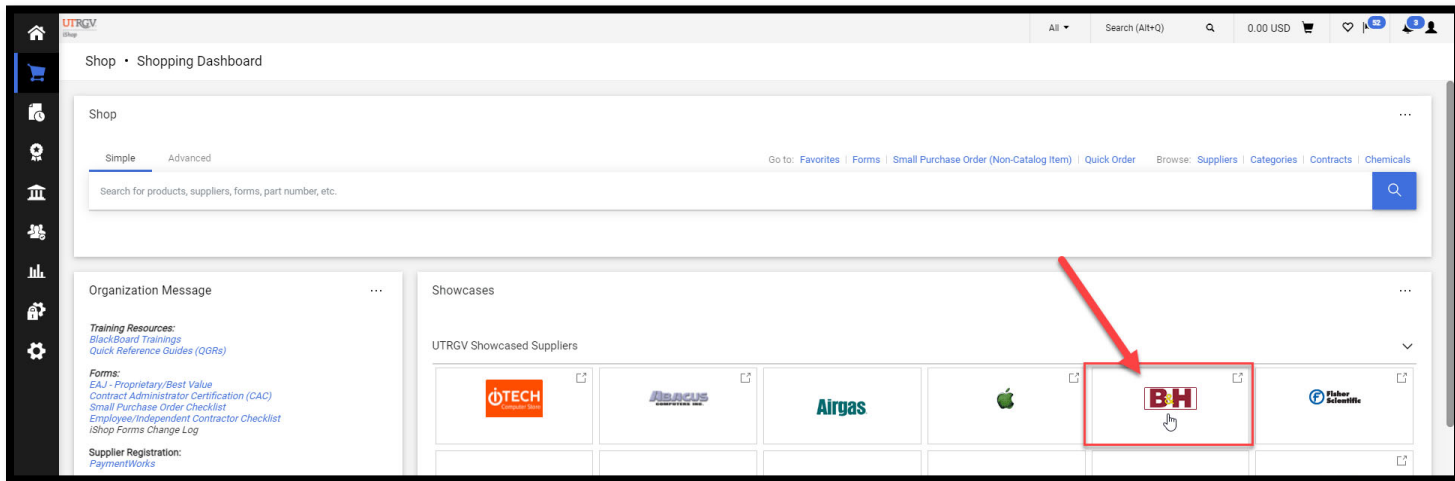 UTRGV
iShop
All
Search (Alt+Q)
0.00 USD
52
3
Shop • Shopping Dashboard
Shop
...
Simple
Advanced
Go to: Favorites | Forms | Small Purchase Order (Non-Catalog Item) | Quick Order
Browse: Suppliers | Categories | Contracts | Chemicals
Search for products, suppliers, forms, part number, etc.
Organization Message
...
Training Resources:
BlackBoard Trainings
Quick Reference Guides (QGRs)
Forms:
EAJ - Proprietary/Best Value
Contract Administrator Certification (CAC)
Small Purchase Order Checklist
Employee/Independent Contractor Checklist
iShop Forms Change Log
Supplier Registration:
PaymentWorks
Showcases
...
UTRGV Showcased Suppliers
iTECH
Computer Store
ABACUS
COMPUTERS INC.
Airgas
B&H
Fisher
Scientific